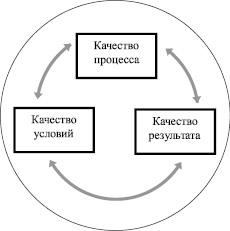 Качество
процесса
Качество
условий
Качество
результата